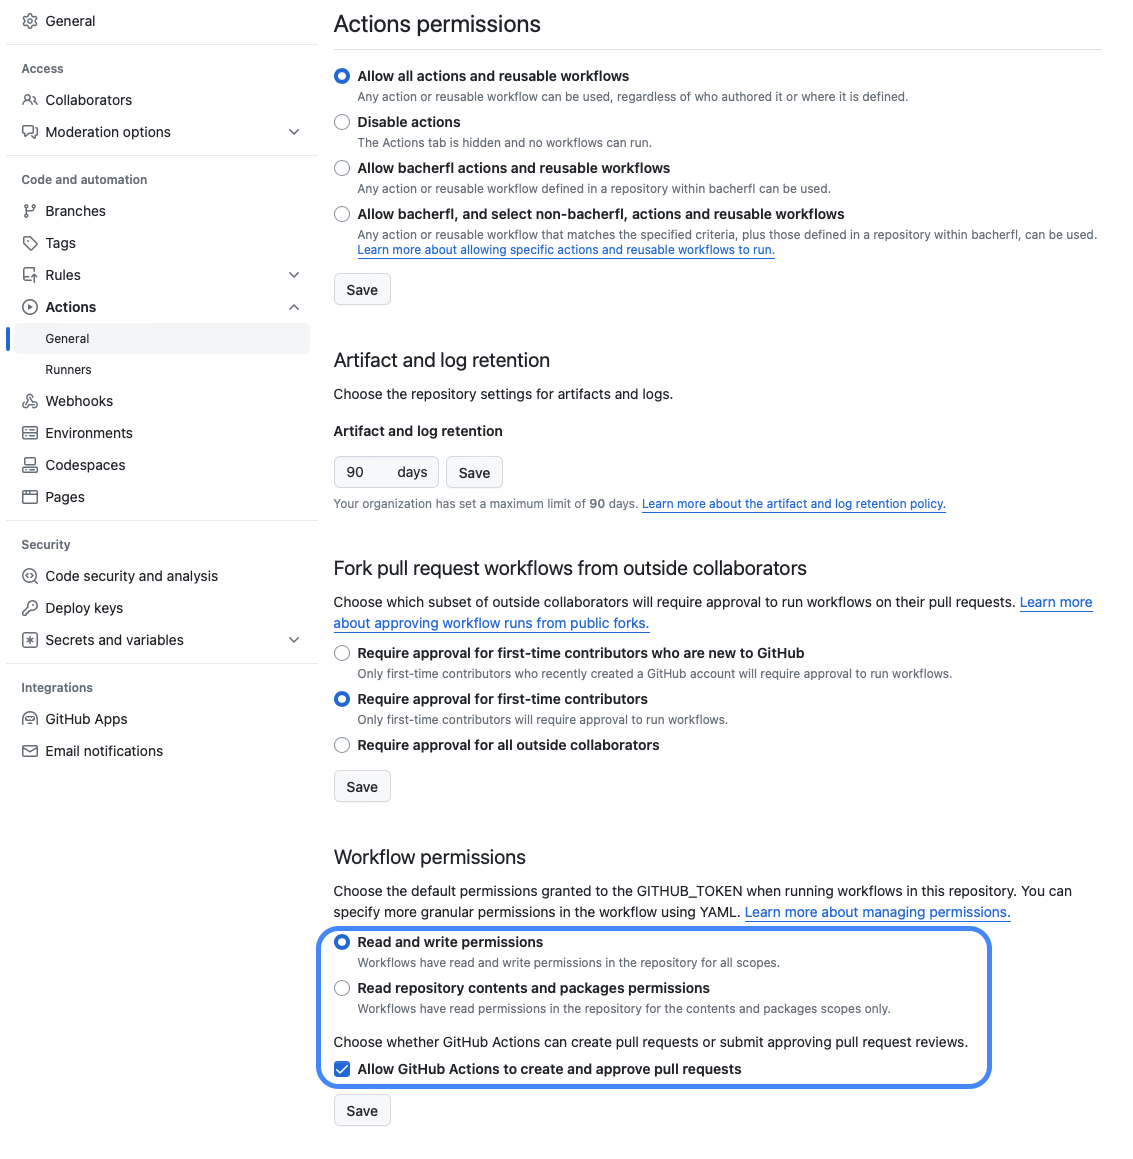 General
Access
Collaborators
Moderation options
Code and automation
Branches
Tags
Rules
Actions
General
Runners
Webhooks
Environments
Codespaces
Pages
Security
Code security and analysis
Deploy keys
Secrets and variables
Integrations
GitHub Apps
Email notifications
Actions permissions
Allow all actions and reusable workflows
Any action or reusable workflow can be used, regardless of who authored it or where it is defined.
Disable actions
The Actions tab is hidden and no workflows can run.
Allow bacherfl actions and reusable workflows
Any action or reusable workflow defined in a repository within bacherfl can be used.
Allow bacherfl, and select non-bacherfl, actions and reusable workflows
Any action or reusable workflow that matches the specified criteria, plus those defined in a repository within bacherfl, can be used.
Learn more about allowing specific actions and reusable workflows to run.
Save
Artifact and log retention
Choose the repository settings for artifacts and logs.
Artifact and log retention
90 days Save
Your organization has set a maximum limit of 90 days. Learn more about the artifact and log retention policy.
Fork pull request workflows from outside collaborators
Choose which subset of outside collaborators will require approval to run workflows on their pull requests. Learn more
about approving workflow runs from public forks.
Require approval for first-time contributors who are new to GitHub
Only first-time contributors who recently created a GitHub account will require approval to run workflows.
Require approval for first-time contributors
Only first-time contributors will require approval to run workflows.
Require approval for all outside collaborators
Save
Workflow permissions
Choose the default permissions granted to the GITHUB_TOKEN when running workflows in this repository. You can
specify more granular permissions in the workflow using YAML. Learn more about managing permissions.
Read and write permissions
Workflows have read and write permissions in the repository for all scopes.
Read repository contents and packages permissions
Workflows have read permissions in the repository for the contents and packages scopes only.
Choose whether GitHub Actions can create pull requests or submit approving pull request reviews.
Allow GitHub Actions to create and approve pull requests
Save